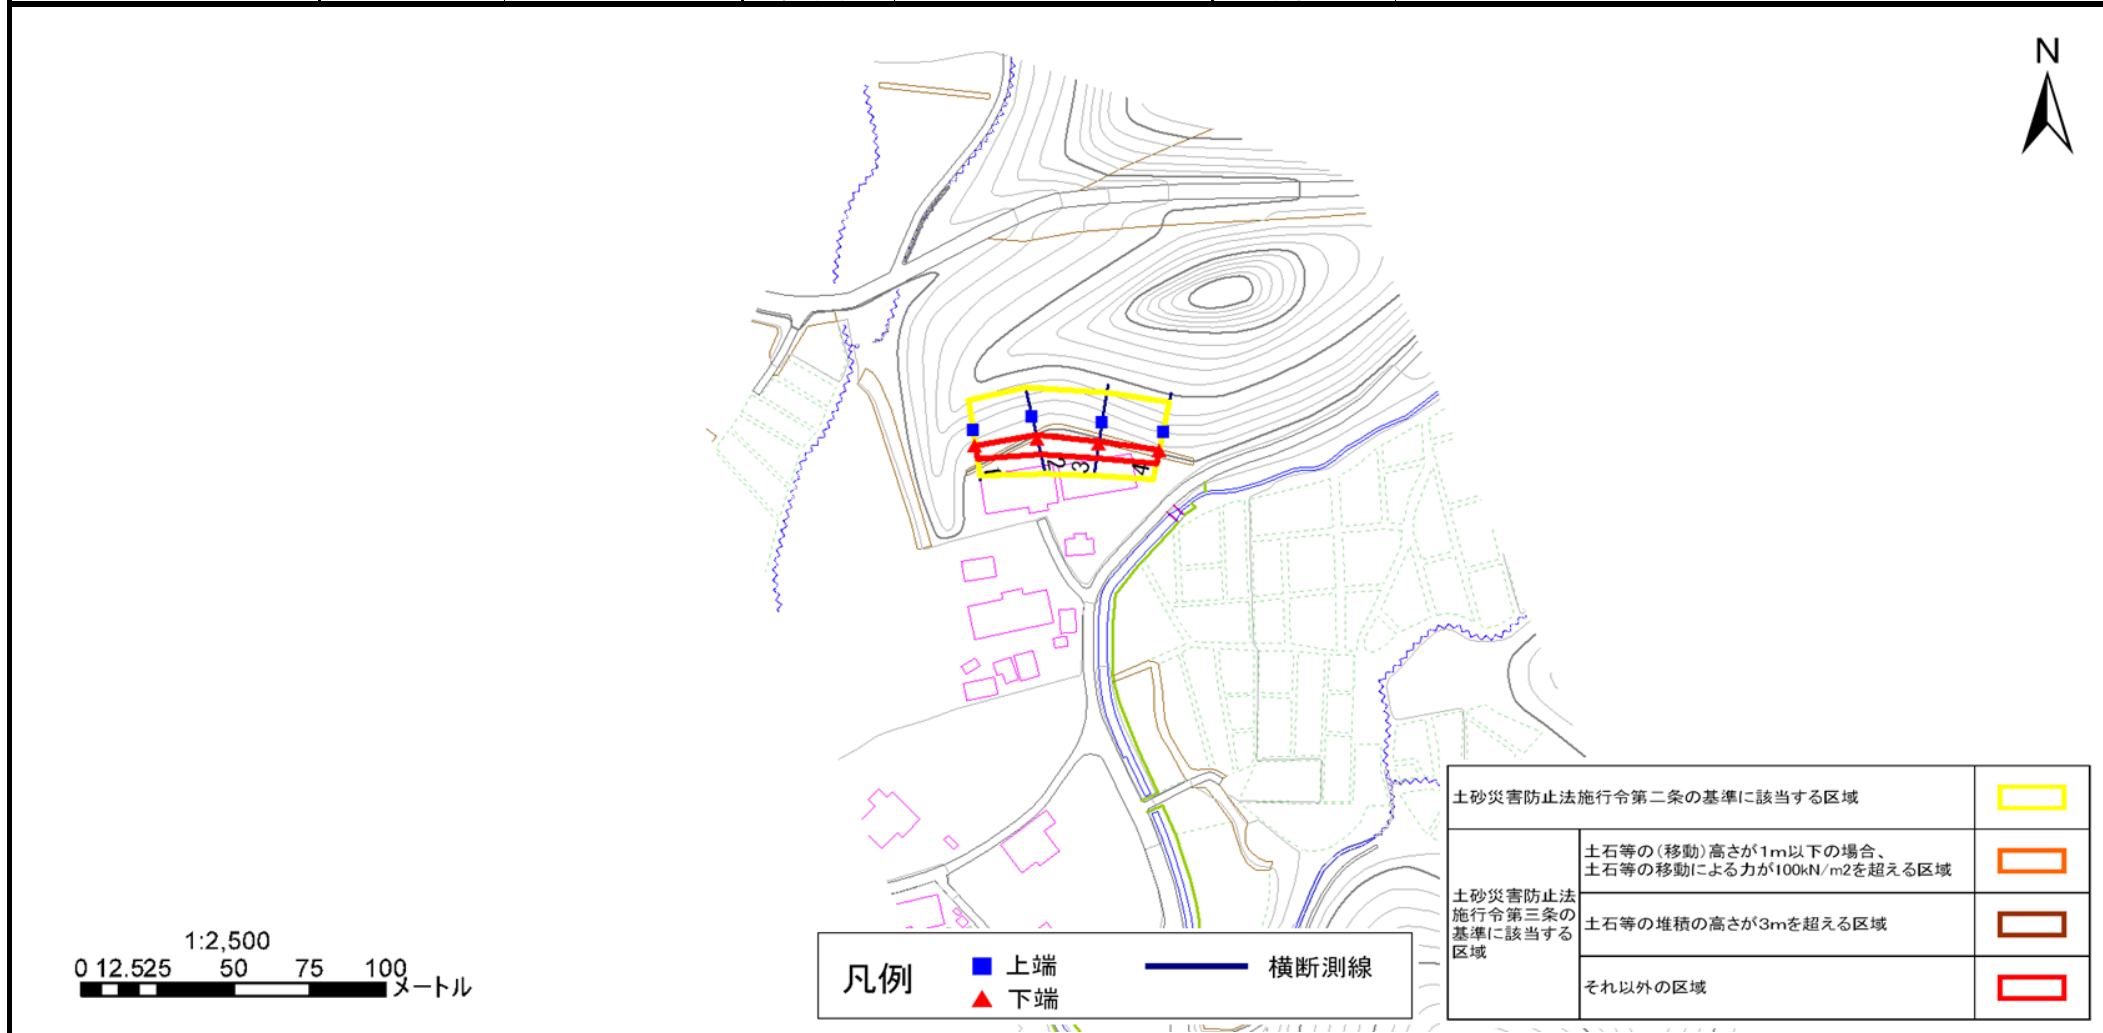 N
1
2
3
4
1:2,500
0 12.525 50 75 100
メートル
凡例
上端
下端
横断測線
土砂災害防止法施行令第二条の基準に該当する区域
土砂災害防止法
施行令第三条の
基準に該当する
区域
土石等の(移動)高さが1m以下の場合、
土石等の移動による力が100kN/m2を超える区域
土石等の堆積の高さが3mを超える区域
それ以外の区域